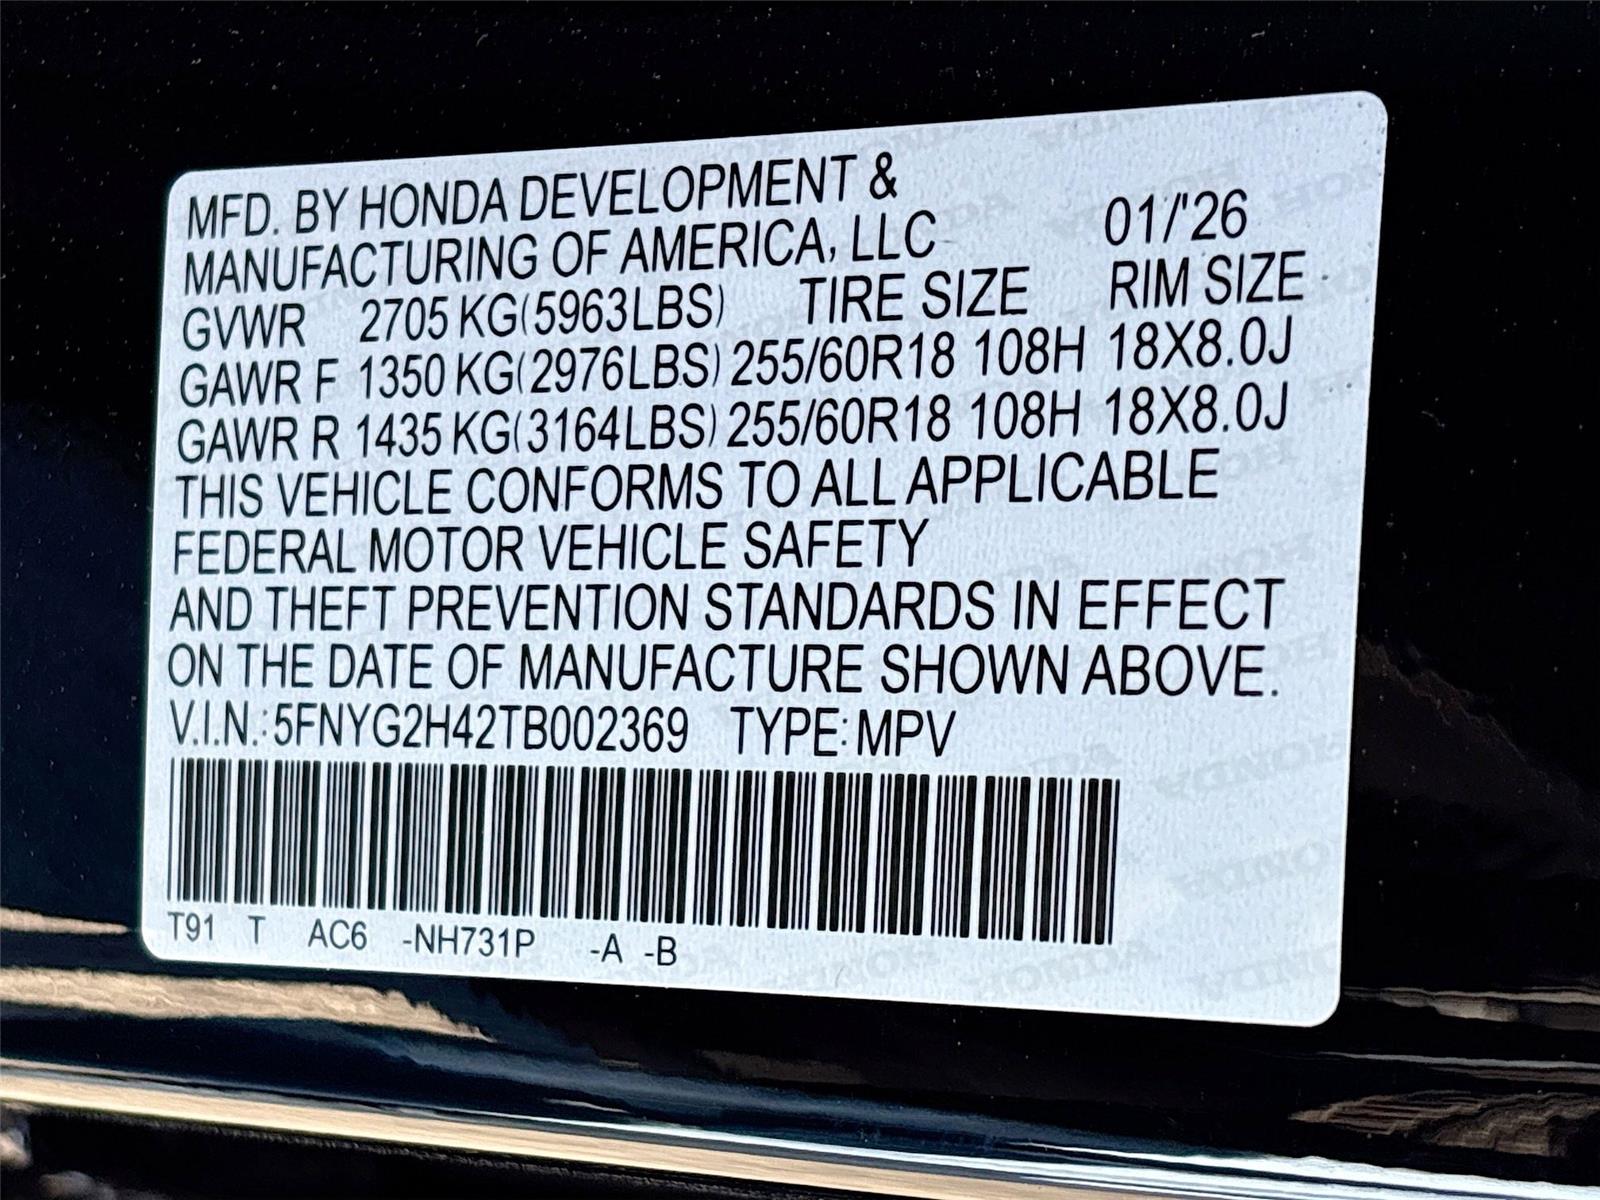 MFD. BY HONDA DEVELOPMENT &
MANUFACTURING OF AMERICA, LLC 01/'26
GVWR 2705 KG(5963LBS) TIRE SIZE RIM SIZE
GAWR F 1350 KG(2976LBS) 255/60R18 108H 18X8.0J
GAWR R 1435 KG(3164LBS) 255/60R18 108H 18X8.0J
THIS VEHICLE CONFORMS TO ALL APPLICABLE
FEDERAL MOTOR VEHICLE SAFETY
AND THEFT PREVENTION STANDARDS IN EFFECT
ON THE DATE OF MANUFACTURE SHOWN ABOVE.
V.I.N.:5FNYG2H42TB002369 TYPE:MPV
T91 T AC6 -NH731P -A -B